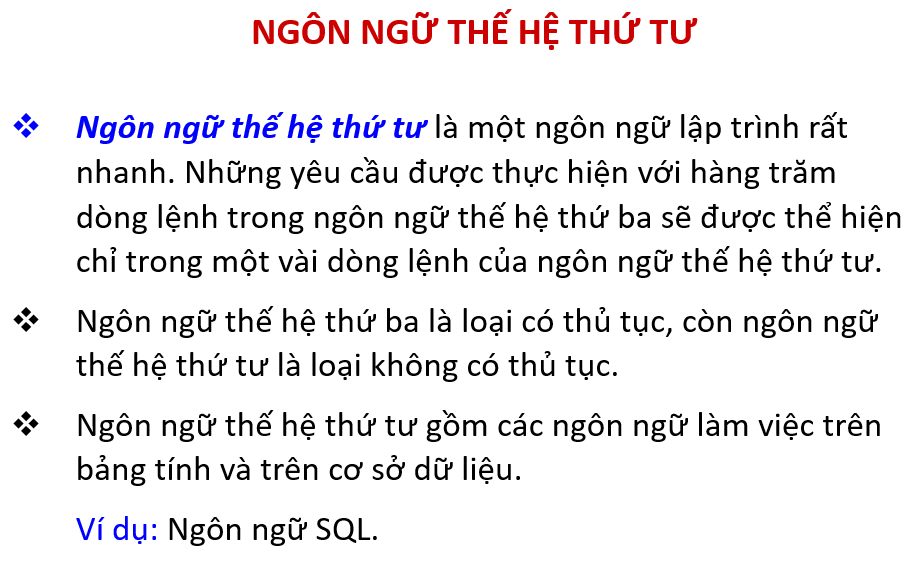 NGÔN NGỮ THẾ HỆ THỨ TƯ
❖ Ngôn ngữ thế hệ thứ tư là một ngôn ngữ lập trình rất
nhanh. Những yêu cầu được thực hiện với hàng trăm
dòng lệnh trong ngôn ngữ thế hệ thứ ba sẽ được thể hiện
chỉ trong một vài dòng lệnh của ngôn ngữ thế hệ thứ tư.
❖ Ngôn ngữ thế hệ thứ ba là loại có thủ tục, còn ngôn ngữ
thế hệ thứ tư là loại không có thủ tục.
❖ Ngôn ngữ thế hệ thứ tư gồm các ngôn ngữ làm việc trên
bảng tính và trên cơ sở dữ liệu.
Ví dụ: Ngôn ngữ SQL.